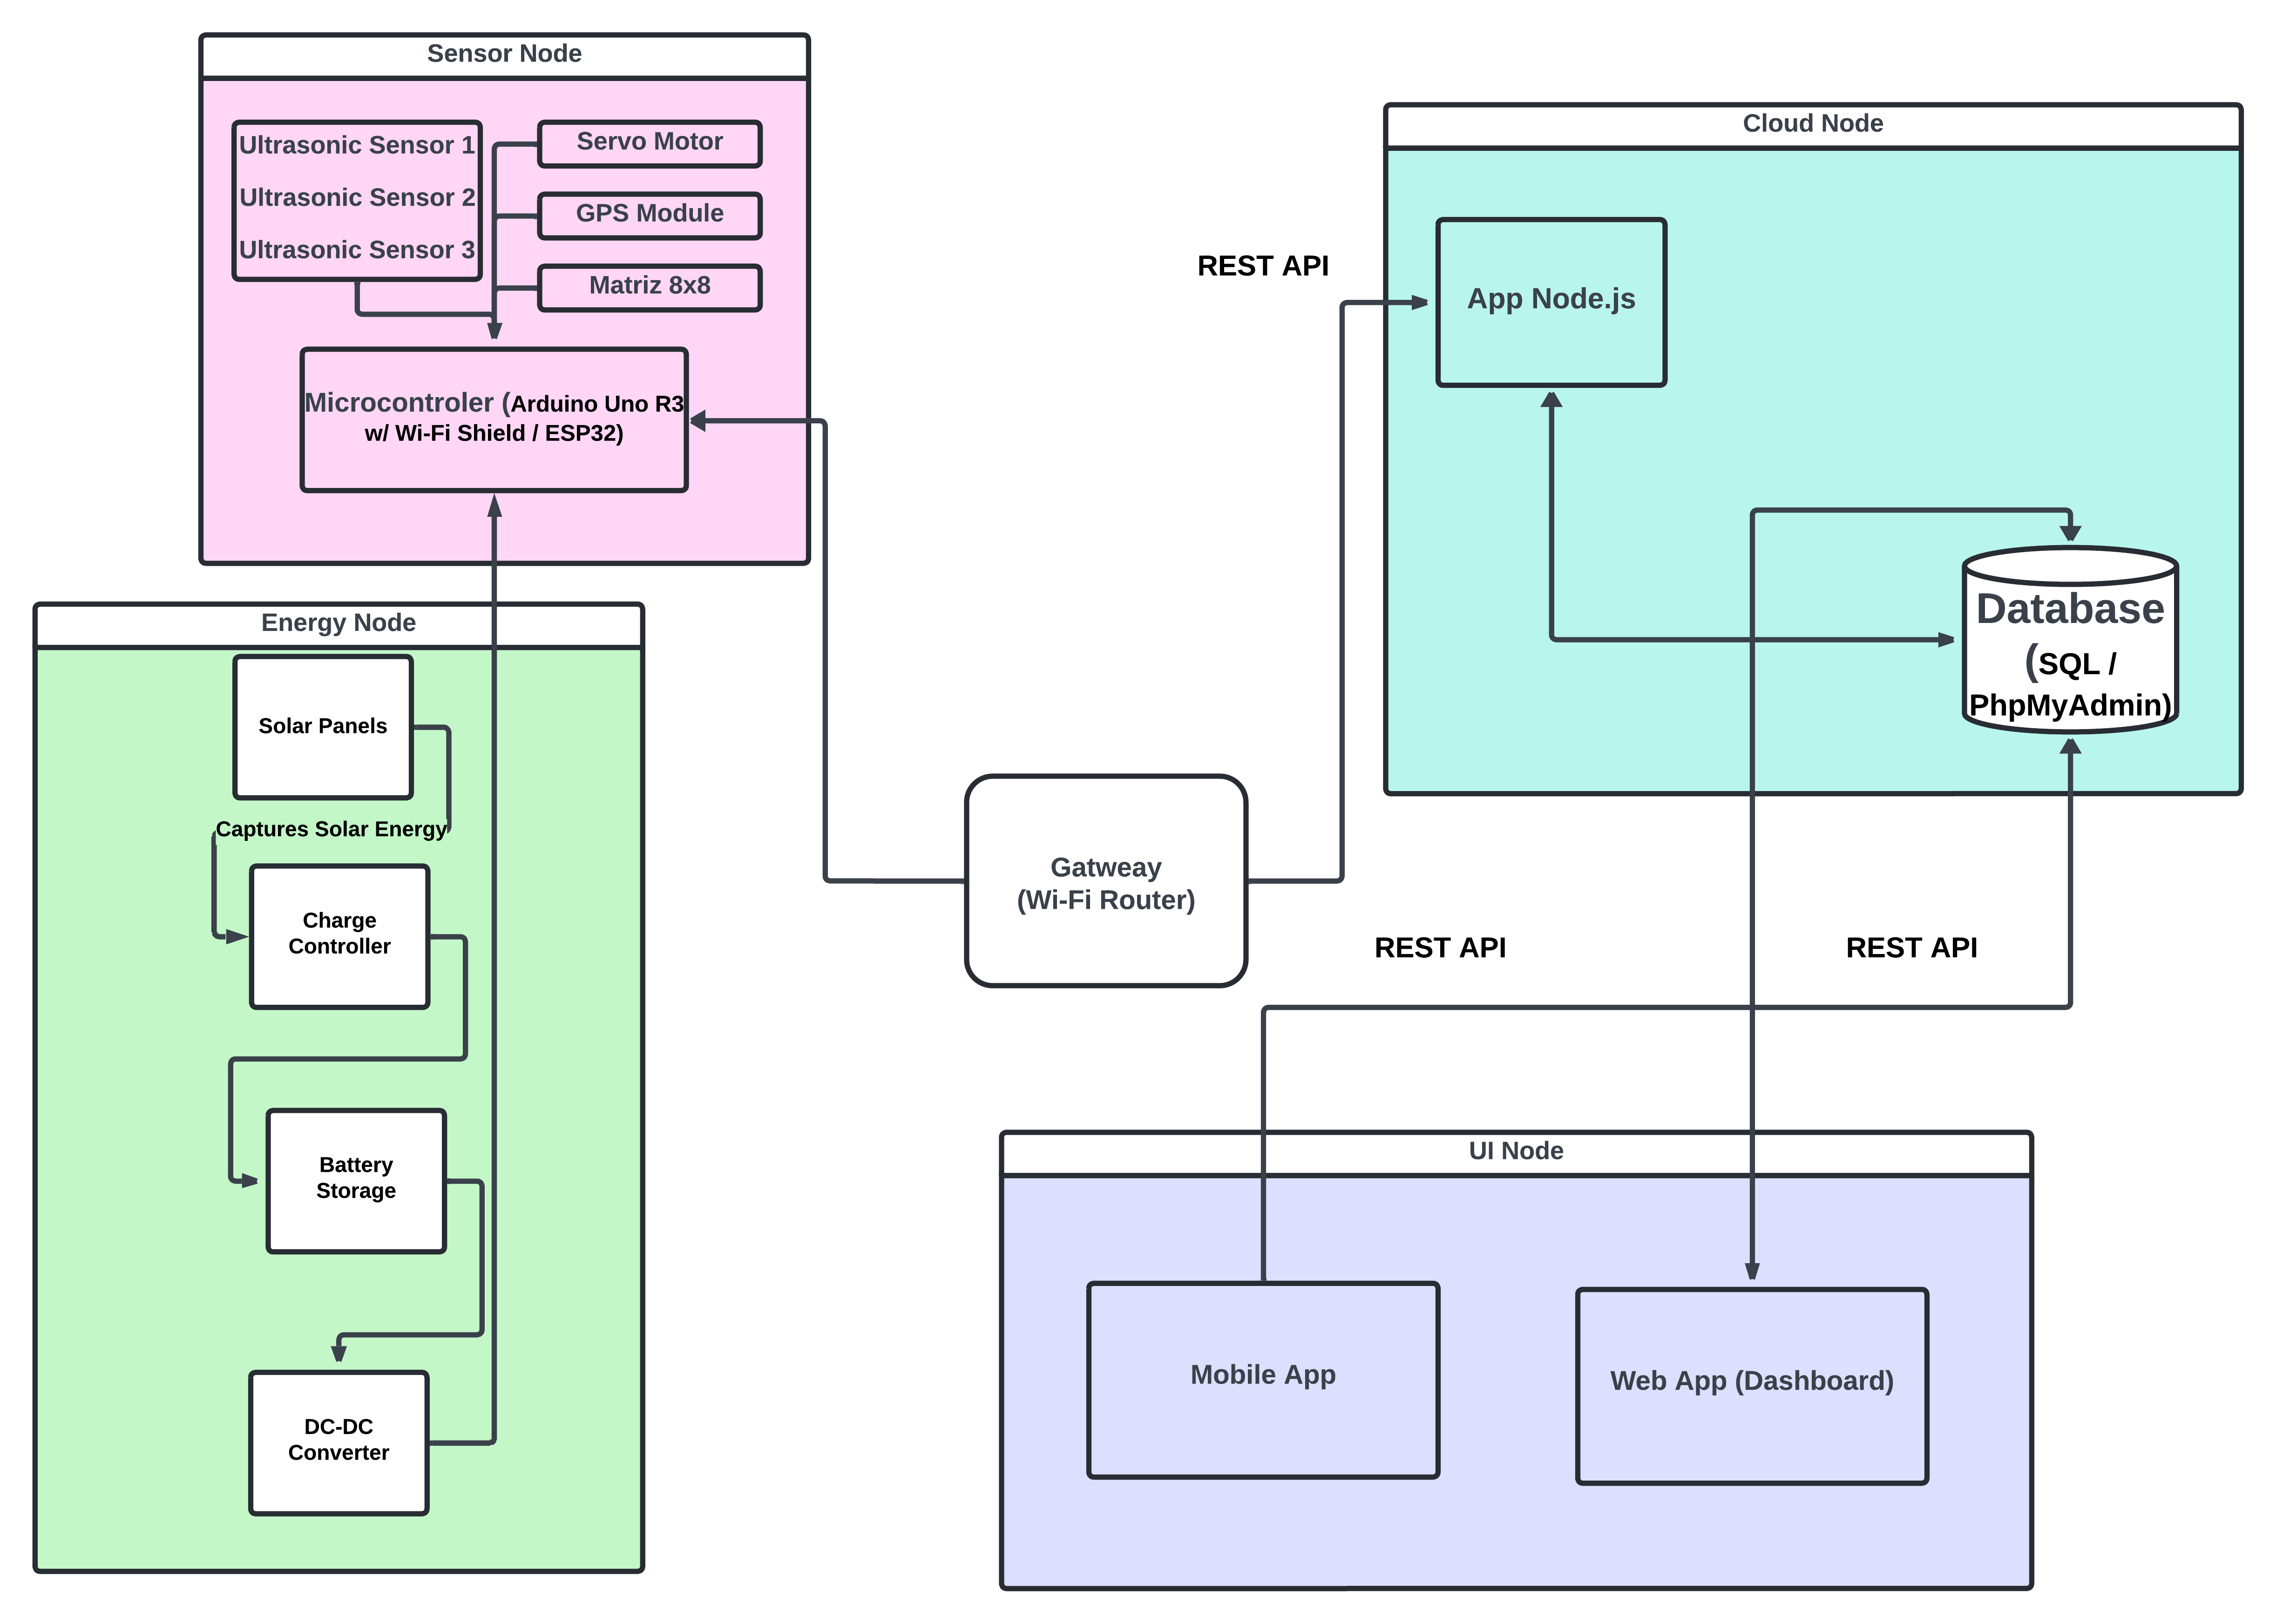 Sensor Node
Ultrasonic Sensor 1
Ultrasonic Sensor 2
Ultrasonic Sensor 3
Servo Motor
GPS Module
Matriz 8x8
Microcontroler (Arduino Uno R3
w/ Wi-Fi Shield / ESP32)
Energy Node
Solar Panels
Captures Solar Energy
Charge
Controller
Battery
Storage
DC-DC
Converter
Gatweay
(Wi-Fi Router)
REST API
Cloud Node
App Node.js
Database
(SQL /
PhpMyAdmin)
REST API
REST API
UI Node
Mobile App
Web App (Dashboard)